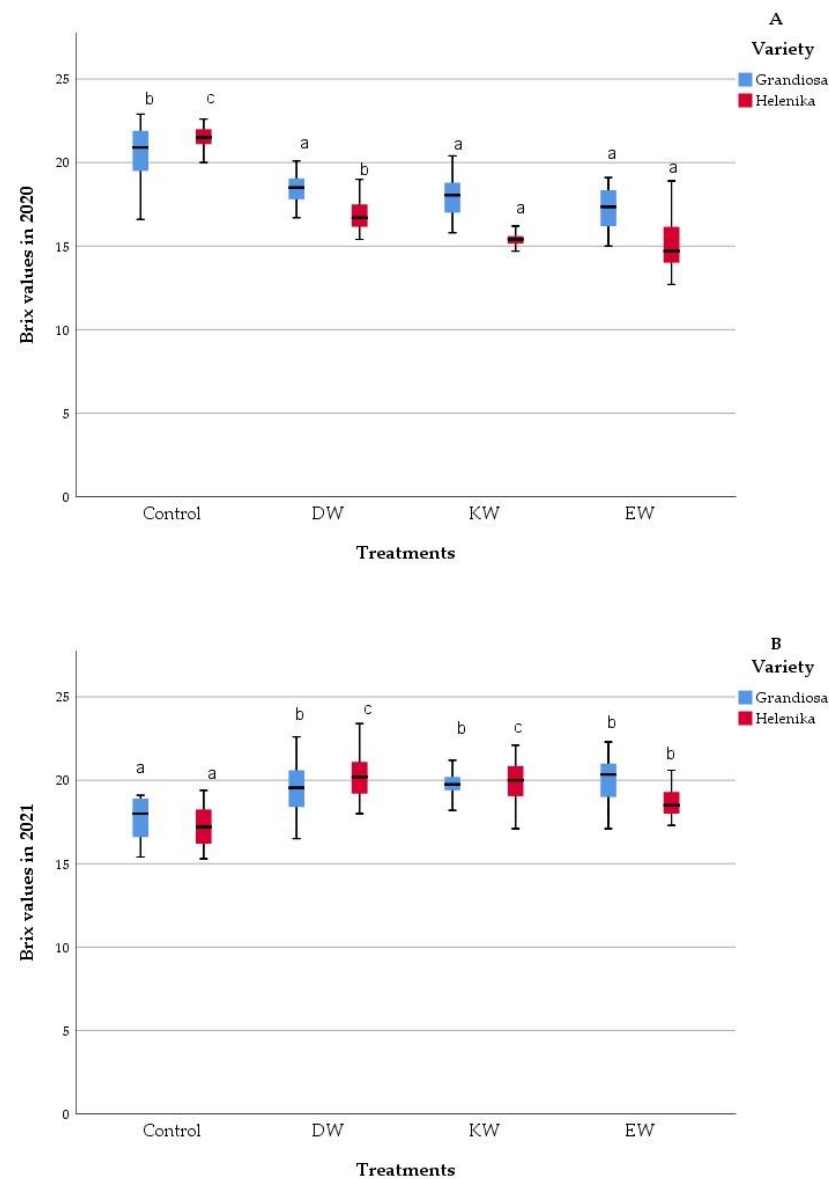 A
Variety
Grandiosa
Helenika
Brix values in 2020
25
20
15
10
5
0
b
c
a
b
a
a
a
a
Control
DW
KW
EW
Treatments
B
Variety
Grandiosa
Helenika
Brix values in 2021
25
20
15
10
5
0
a
a
b
c
b
c
b
b
Control
DW
KW
EW
Treatments